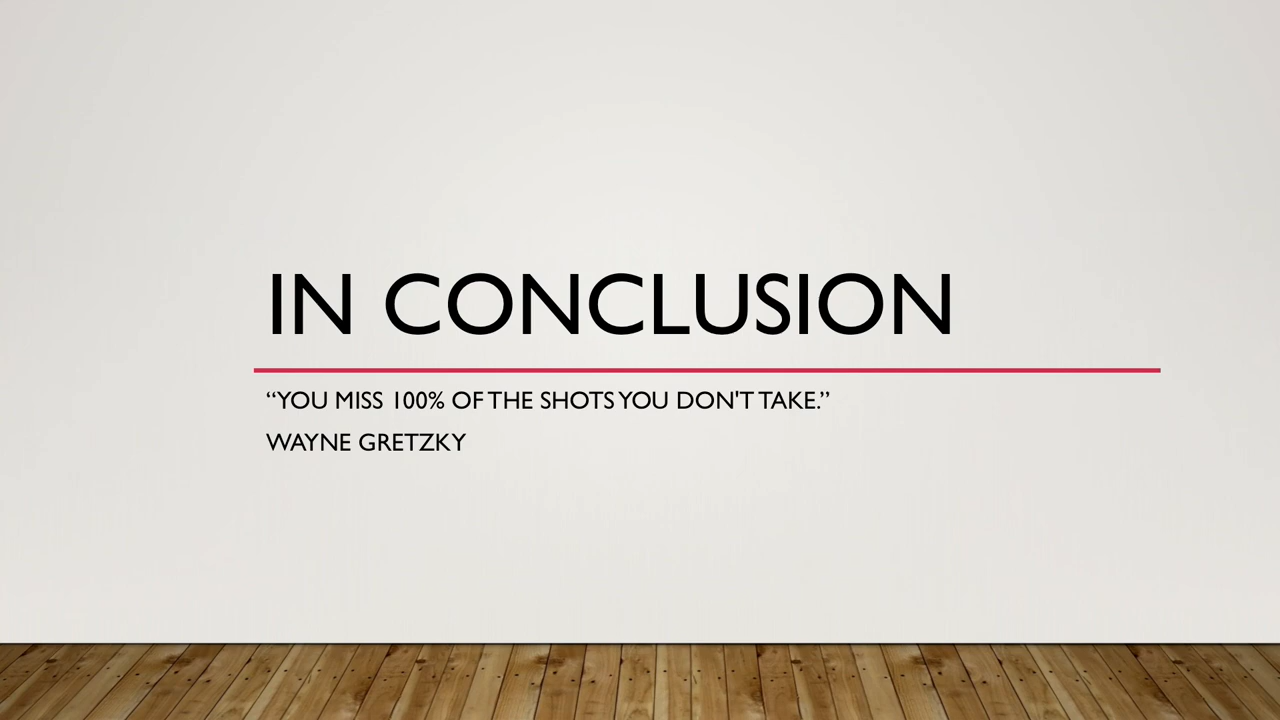 IN CONCLUSION
“YOU MISS 100% OF THE SHOTS YOU DON'T TAKE.”
WAYNE GRETZKY